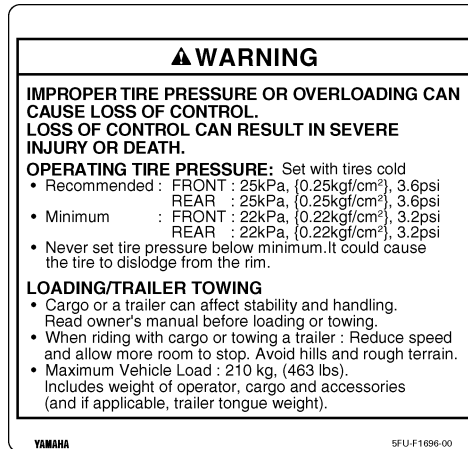 ⚠WARNING
IMPROPER TIRE PRESSURE OR OVERLOADING CAN
CAUSE LOSS OF CONTROL.
LOSS OF CONTROL CAN RESULT IN SEVERE
INJURY OR DEATH.
OPERATING TIRE PRESSURE: Set with tires cold
• Recommended : FRONT : 25kPa, {0.25kgf/cm²}, 3.6psi
REAR : 25kPa, {0.25kgf/cm²}, 3.6psi
• Minimum : FRONT : 22kPa, {0.22kgf/cm²}, 3.2psi
REAR : 22kPa, {0.22kgf/cm²}, 3.2psi
• Never set tire pressure below minimum.It could cause
the tire to dislodge from the rim.
LOADING/TRAILER TOWING
• Cargo or a trailer can affect stability and handling.
Read owner's manual before loading or towing.
• When riding with cargo or towing a trailer : Reduce speed
and allow more room to stop. Avoid hills and rough terrain.
• Maximum Vehicle Load : 210 kg, (463 lbs).
Includes weight of operator, cargo and accessories
(and if applicable, trailer tongue weight).
YAMAHA 5FU-F1696-00